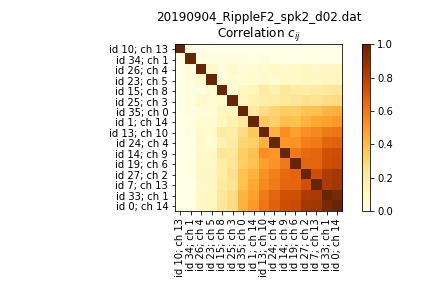 20190904_RippleF2_spk2_d02.dat
Correlation c_ij
id 10; ch 13
id 34; ch 1
id 26; ch 4
id 23; ch 5
id 15; ch 8
id 25; ch 3
id 35; ch 0
id 1; ch 14
id 13; ch 10
id 24; ch 4
id 14; ch 9
id 19; ch 6
id 27; ch 2
id 7; ch 13
id 33; ch 1
id 0; ch 14
1.0
0.8
0.6
0.4
0.2
0.0
id 10; ch 13
id 34; ch 1
id 26; ch 4
id 23; ch 5
id 15; ch 8
id 25; ch 3
id 35; ch 0
id 1; ch 14
id 13; ch 10
id 24; ch 4
id 14; ch 9
id 19; ch 6
id 27; ch 2
id 7; ch 13
id 33; ch 1
id 0; ch 14